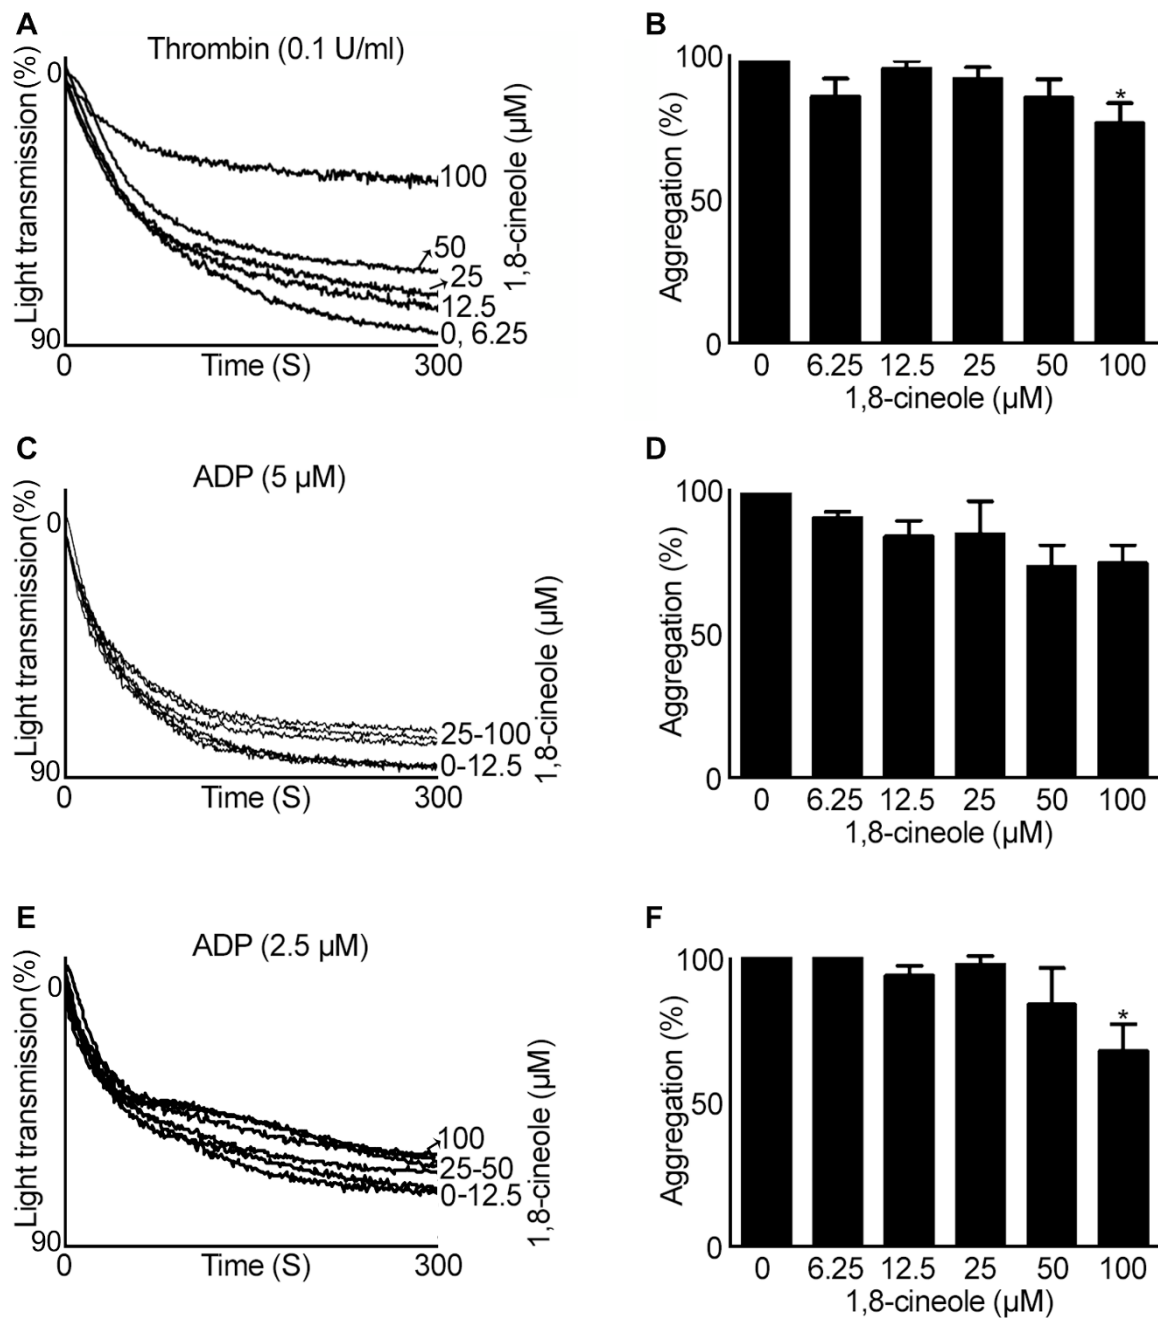 A
Thrombin (0.1 U/ml)
Light transmission (%)
0
90
0
300
Time (S)
100
50
25
12.5
0, 6.25
1,8-cineole (µM)
B
Aggregation (%)
100
50
0
0 6.25 12.5 25 50 100
*
1,8-cineole (µM)
C
ADP (5 µM)
Light transmission (%)
0
90
0
300
Time (S)
25-100
0-12.5
1,8-cineole (µM)
D
Aggregation (%)
100
50
0
0 6.25 12.5 25 50 100
1,8-cineole (µM)
E
ADP (2.5 µM)
Light transmission (%)
0
90
0
300
Time (S)
100
25-50
0-12.5
1,8-cineole (µM)
F
Aggregation (%)
100
50
0
0 6.25 12.5 25 50 100
*
1,8-cineole (µM)